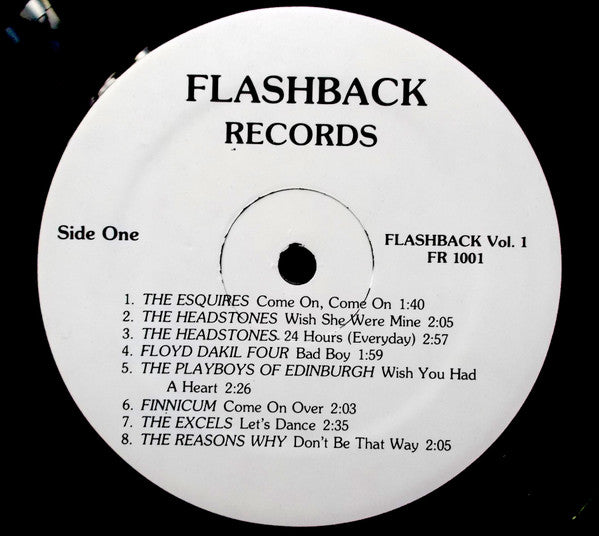 FLASHBACK
RECORDS
Side One
FLASHBACK Vol. 1
FR 1001
1. THE ESQUIRES Come On, Come On 1:40
2. THE HEADSTONES Wish She Were Mine 2:05
3. THE HEADSTONES 24 Hours (Everyday) 2:57
4. FLOYD DAKIL FOUR Bad Boy 1:59
5. THE PLAYBOYS OF EDINBURGH Wish You Had
A Heart 2:26
6. FINNICUM Come On Over 2:03
7. THE EXCELS Let's Dance 2:35
8. THE REASONS WHY Don't Be That Way 2:05